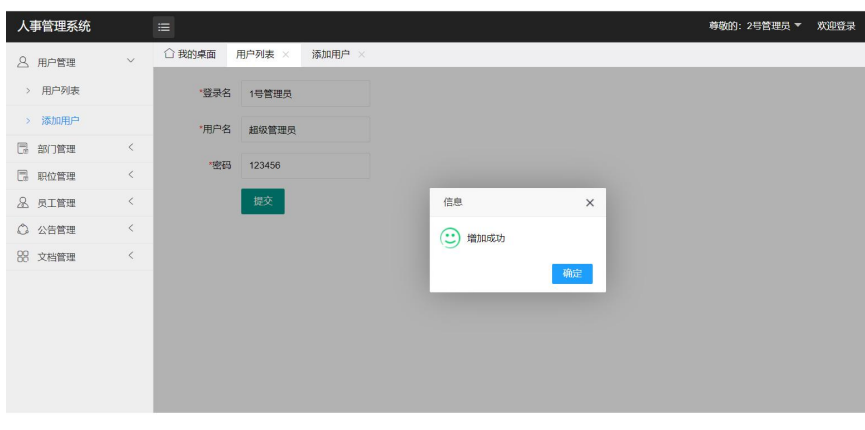 人事管理系统
尊敬的：2号管理员 欢迎登录
用户管理
用户列表
添加用户
部门管理
职位管理
员工管理
公告管理
文档管理
我的桌面 用户列表 × 添加用户 ×
*登录名 1号管理员
*用户名 超级管理员
*密码 123456
提交
信息
增加成功
确定